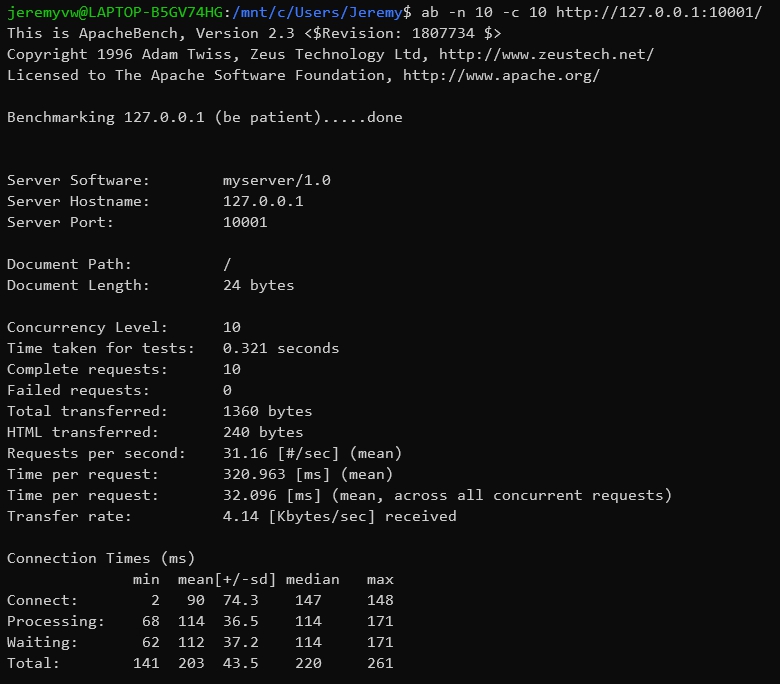 jeremyvw@LAPTOP-B5GV74HG:/mnt/c/Users/Jeremy$ ab -n 10 -c 10 http://127.0.0.1:10001/
This is ApacheBench, Version 2.3 <$Revision: 1807734 $>
Copyright 1996 Adam Twiss, Zeus Technology Ltd, http://www.zeustech.net/
Licensed to The Apache Software Foundation, http://www.apache.org/

Benchmarking 127.0.0.1 (be patient).....done


Server Software:        myserver/1.0
Server Hostname:        127.0.0.1
Server Port:            10001

Document Path:          /
Document Length:        24 bytes

Concurrency Level:      10
Time taken for tests:   0.321 seconds
Complete requests:      10
Failed requests:        0
Total transferred:      1360 bytes
HTML transferred:       240 bytes
Requests per second:    31.16 [#/sec] (mean)
Time per request:       320.963 [ms] (mean)
Time per request:       32.096 [ms] (mean, across all concurrent requests)
Transfer rate:          4.14 [Kbytes/sec] received

Connection Times (ms)
              min  mean[+/-sd] median   max
Connect:        2   90  74.3    147     148
Processing:    68  114  36.5    114     171
Waiting:       62  112  37.2    114     171
Total:        141  203  43.5    220     261